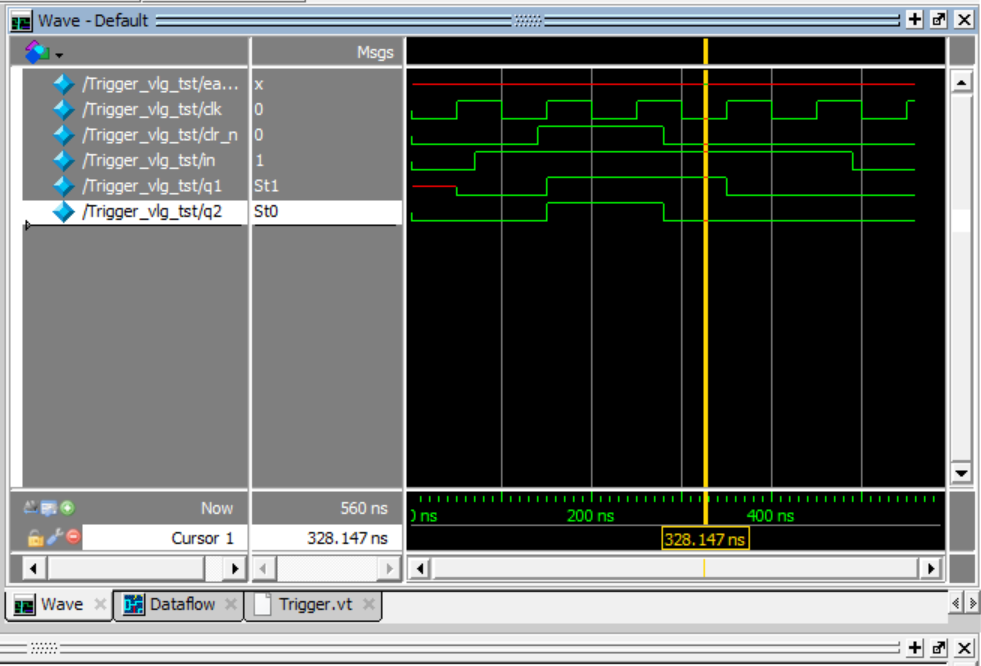 Wave - Default
Msgs
/Trigger_vlg_tst/ea... x
/Trigger_vlg_tst/clk 0
/Trigger_vlg_tst/clr_n 0
/Trigger_vlg_tst/in 1
/Trigger_vlg_tst/q1 St1
/Trigger_vlg_tst/q2 St0
Now 560 ns
0 ns 200 ns 400 ns
Cursor 1 328.147 ns 328.147 ns
Wave Dataflow Trigger.vt